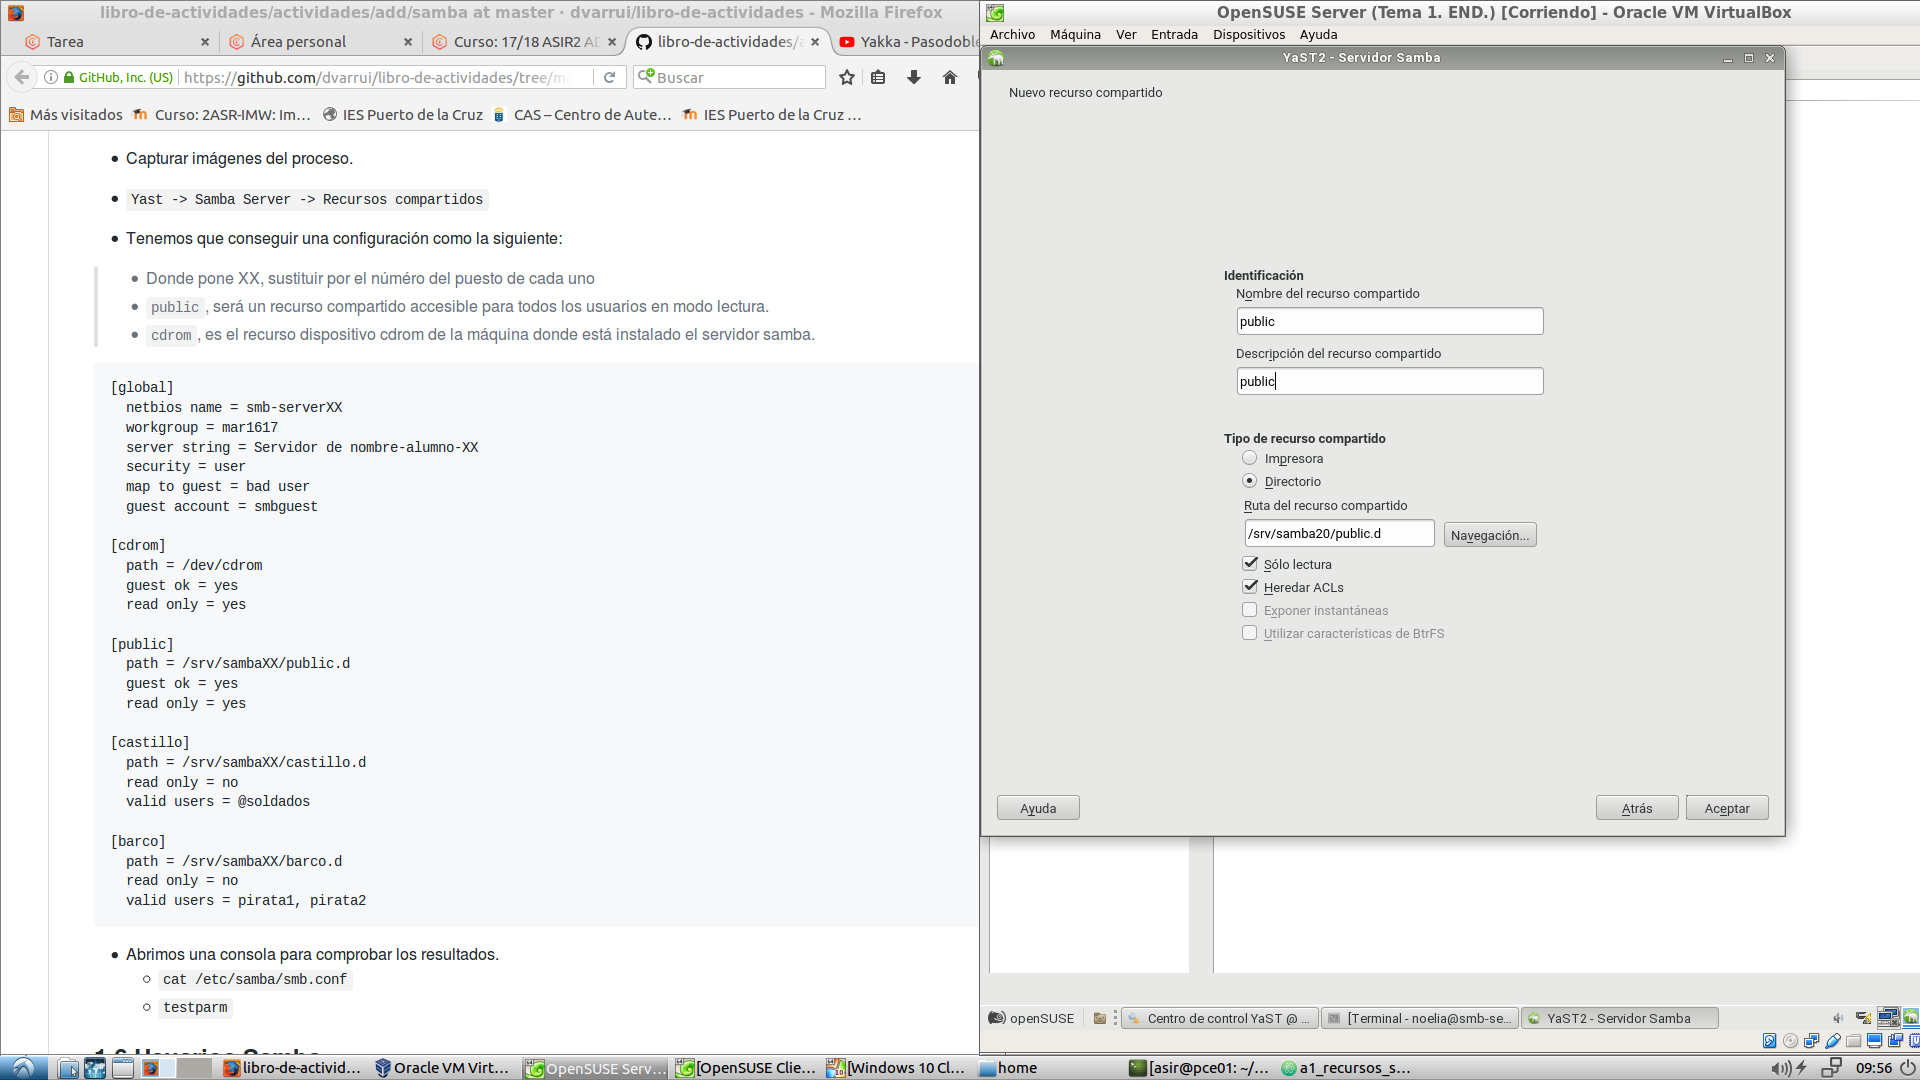 libro-de-actividades/actividades/add/samba at master · dvarrui/libro-de-actividades - Mozilla Firefox
Tarea
Área personal
Curso: 17/18 ASIR2 AD
libro-de-actividades/a
Yakka - Pasodoble
GitHub, Inc. (US)
https://github.com/dvarrui/libro-de-actividades/tree/ma
Buscar
Más visitados
Curso: 2ASR-IMW: Im...
IES Puerto de la Cruz
CAS – Centro de Aute...
IES Puerto de la Cruz ...
Capturar imágenes del proceso.
Yast -> Samba Server -> Recursos compartidos
Tenemos que conseguir una configuración como la siguiente:
Donde pone XX, sustituir por el núméro del puesto de cada uno
public , será un recurso compartido accesible para todos los usuarios en modo lectura.
cdrom , es el recurso dispositivo cdrom de la máquina donde está instalado el servidor samba.
[global]
netbios name = smb-serverXX
workgroup = mar1617
server string = Servidor de nombre-alumno-XX
security = user
map to guest = bad user
guest account = smbguest
[cdrom]
path = /dev/cdrom
guest ok = yes
read only = yes
[public]
path = /srv/sambaXX/public.d
guest ok = yes
read only = yes
[castillo]
path = /srv/sambaXX/castillo.d
read only = no
valid users = @soldados
[barco]
path = /srv/sambaXX/barco.d
read only = no
valid users = pirata1, pirata2
Abrimos una consola para comprobar los resultados.
cat /etc/samba/smb.conf
testparm
OpenSUSE Server (Tema 1. END.) [Corriendo] - Oracle VM VirtualBox
Archivo Máquina Ver Entrada Dispositivos Ayuda
YaST2 - Servidor Samba
Nuevo recurso compartido
Identificación
Nombre del recurso compartido
public
Descripción del recurso compartido
public
Tipo de recurso compartido
Impresora
Directorio
Ruta del recurso compartido
/srv/samba20/public.d
Navegación...
Sólo lectura
Heredar ACLs
Exponer instantáneas
Utilizar características de BtrFS
Ayuda
Atrás
Aceptar
openSUSE
Centro de control YaST @ ...
[Terminal - noelia@smb-se...
YaST2 - Servidor Samba
libro-de-activid...
Oracle VM Virt...
OpenSUSE Serv...
[OpenSUSE Clie...
[Windows 10 Cl...
home
[asir@pce01: ~/...
a1_recursos_s...
09:56